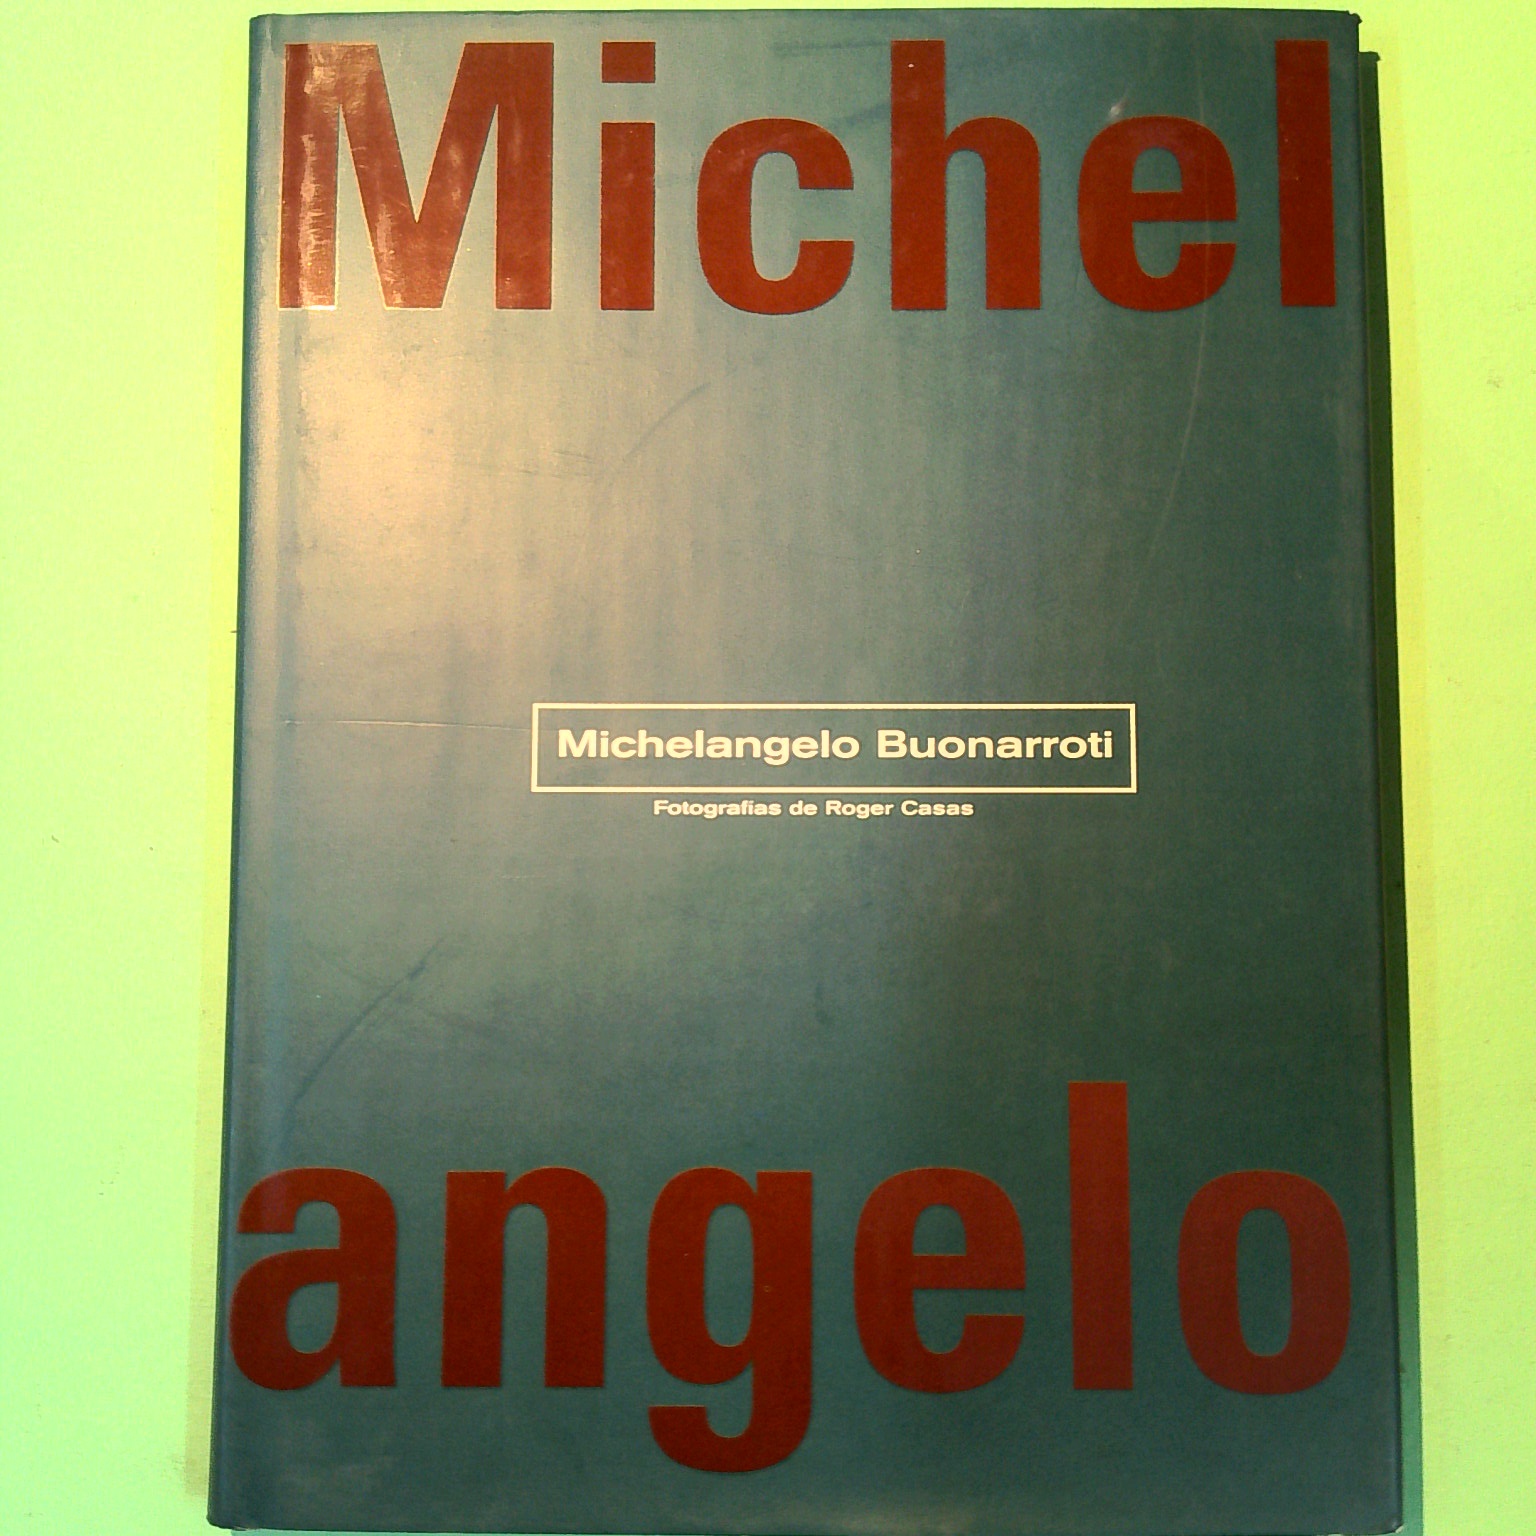 Michel
Michelangelo Buonarroti
Fotografías de Roger Casas
angelo